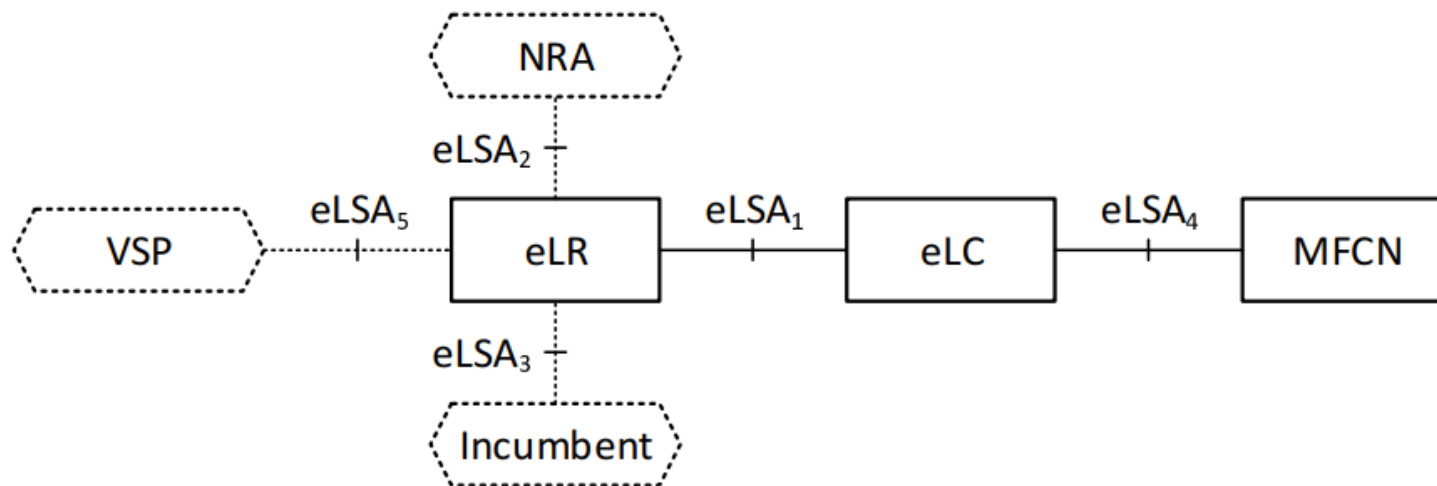 NRA
eLSA₂
VSP
eLSA₅
eLR
eLSA₁
eLC
eLSA₄
MFCN
eLSA₃
Incumbent